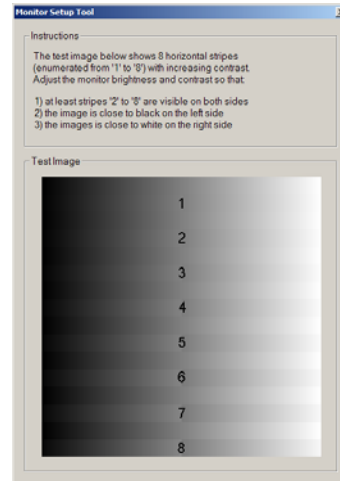 Monitor Setup Tool
Instructions
The test image below shows 8 horizontal stripes
(enumerated from '1' to '8') with increasing contrast.
Adjust the monitor brightness and contrast so that:
1) at least stripes '2' to '8' are visible on both sides
2) the image is close to black on the left side
3) the images is close to white on the right side
Test Image
1
2
3
4
5
6
7
8